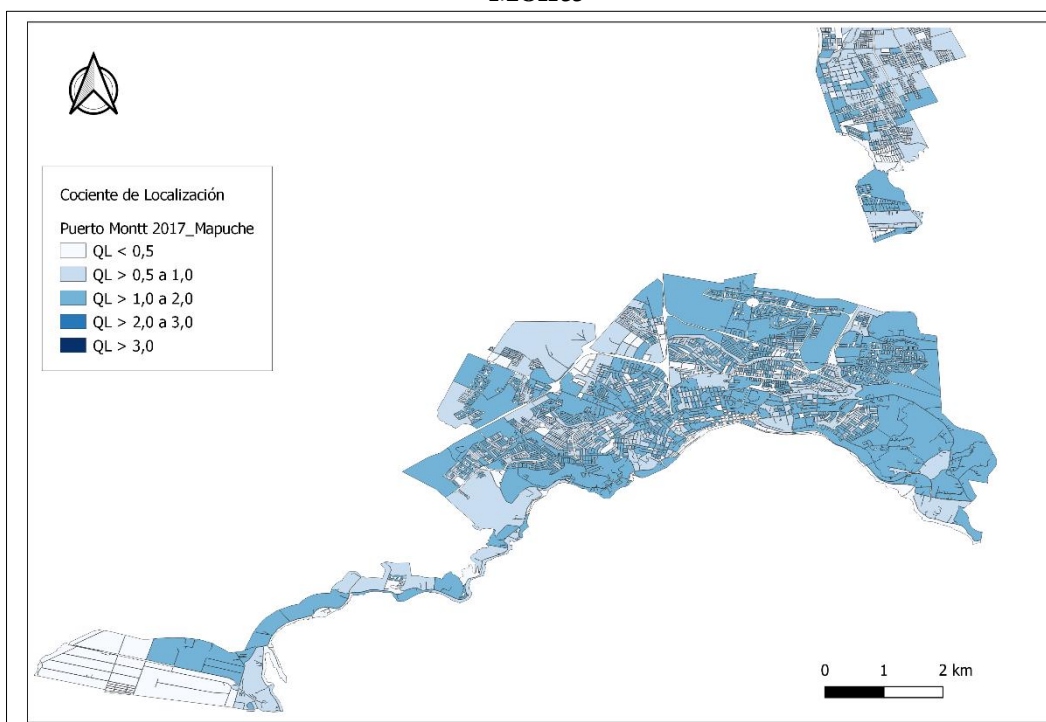 Cociente de Localización
Puerto Montt 2017_Mapuche
QL < 0,5
QL > 0,5 a 1,0
QL > 1,0 a 2,0
QL > 2,0 a 3,0
QL > 3,0
0 1 2 km